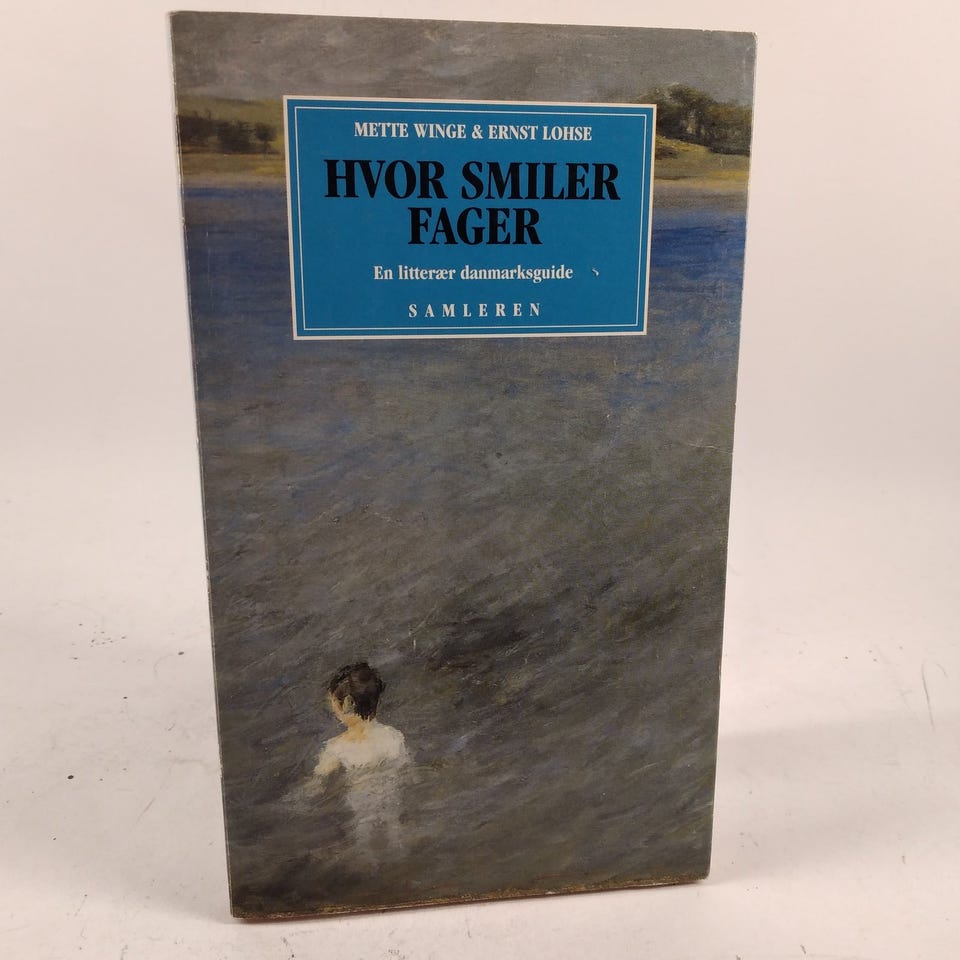 METTE WINGE & ERNST LOHSE
HVOR SMILER
FAGER
En litterær danmarksguide
SAMLEREN